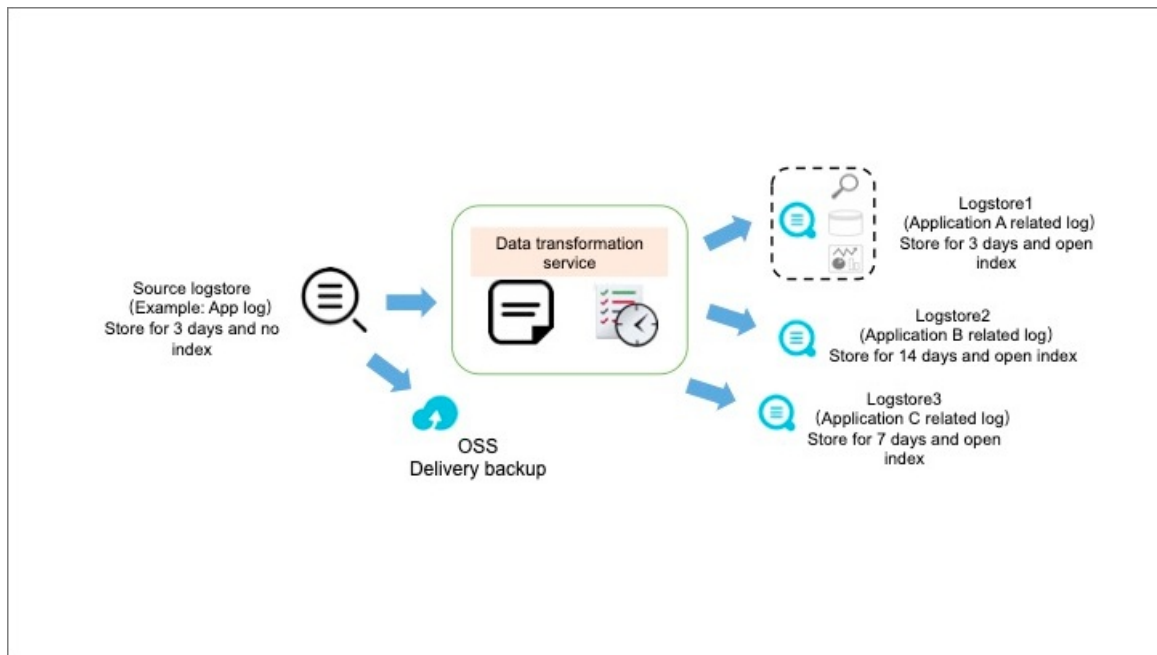 Source logstore
(Example: App log)
Store for 3 days and no
index
OSS
Delivery backup
Data transformation
service
Logstore1
(Application A related log)
Store for 3 days and open
index
Logstore2
(Application B related log)
Store for 14 days and open index
Logstore3
(Application C related log)
Store for 7 days and open
index